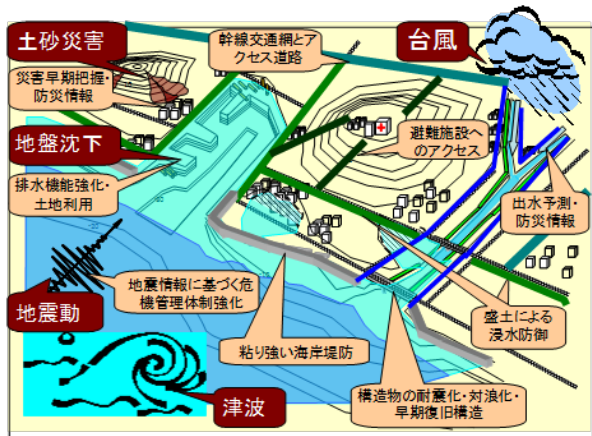 土砂災害
幹線交通網とア
クセス道路
台風
災害早期把握・
防災情報
地盤沈下
避難施設へ
のアクセス
排水機能強化・
土地利用
出水予測・
防災情報
地震情報に基づく危
機管理体制強化
地震動
盛土による
浸水防御
粘り強い海岸堤防
構造物の耐震化・対浪化・
早期復旧構造
津波